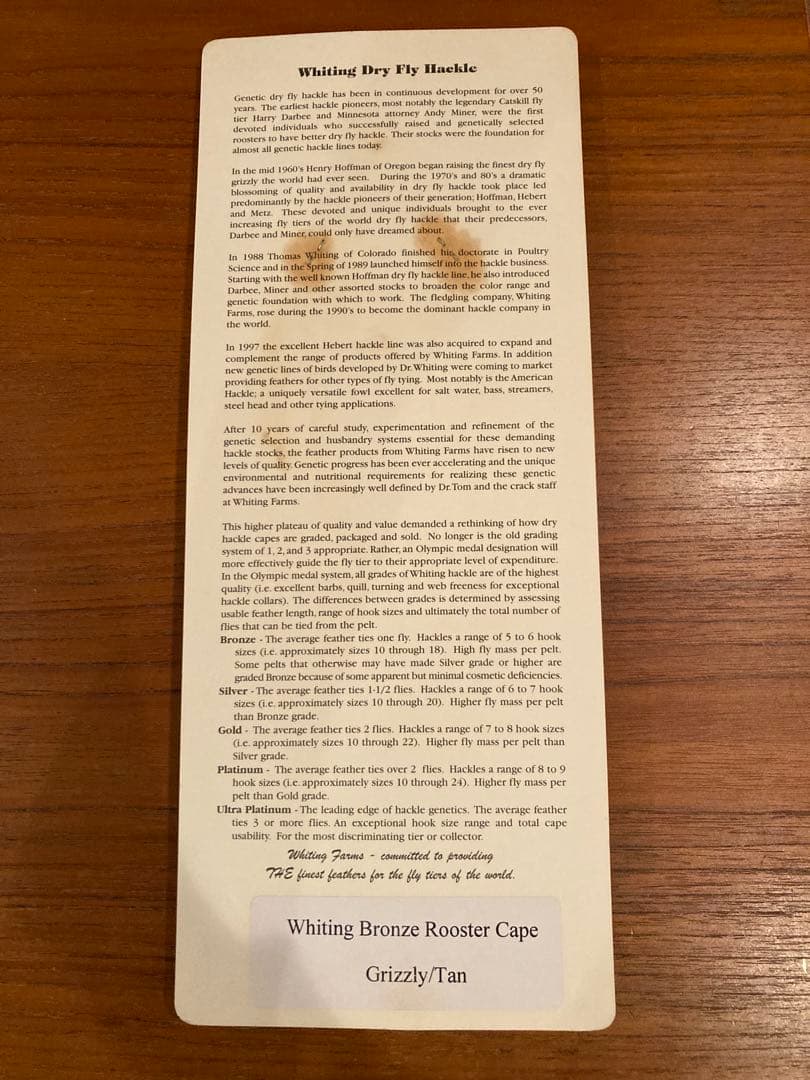 Whiting Dry Fly Hackle
Genetic dry fly hackle has been in continuous development for over 50
years. The earliest hackle pioneers, most notably the legendary Catskill fly
tier Harry Darbee and Minnesota attorney Andy Miner, were the first
devoted individuals who successfully raised and genetically selected
roosters to have better dry fly hackle. Their stocks were the foundation for
almost all genetic hackle lines today.
In the mid 1960's Henry Hoffman of Oregon began raising the finest dry fly
grizzly the world had ever seen. During the 1970's and 80's a dramatic
blossoming of quality and availability in dry fly hackle took place led
predominantly by the hackle pioneers of their generation; Hoffman, Hebert
and Metz. These devoted and unique individuals brought to the ever
increasing fly tiers of the world dry fly hackle that their predecessors,
Darbee and Miner, could only have dreamed about.
In 1988 Thomas Whiting of Colorado finished his doctorate in Poultry
Science and in the Spring of 1989 launched himself into the hackle business.
Starting with the well known Hoffman dry fly hackle line, he also introduced
Darbee, Miner and other assorted stocks to broaden the color range and
genetic foundation with which to work. The fledgling company, Whiting
Farms, rose during the 1990's to become the dominant hackle company in
the world.
In 1997 the excellent Hebert hackle line was also acquired to expand and
complement the range of products offered by Whiting Farms. In addition
new genetic lines of birds developed by Dr. Whiting were coming to market
providing feathers for other types of fly tying. Most notably is the American
Hackle; a uniquely versatile fowl excellent for salt water, bass, streamers,
steel head and other tying applications.
After 10 years of careful study, experimentation and refinement of the
genetic selection and husbandry systems essential for these demanding
hackle stocks, the feather products from Whiting Farms have risen to new
levels of quality. Genetic progress has been ever accelerating and the unique
environmental and nutritional requirements for realizing these genetic
advances have been increasingly well defined by Dr. Tom and the crack staff
at Whiting Farms.
This higher plateau of quality and value demanded a rethinking of how dry
hackle capes are graded, packaged and sold. No longer is the old grading
system of 1, 2, and 3 appropriate. Rather, an Olympic medal designation will
more effectively guide the fly tier to their appropriate level of expenditure.
In the Olympic medal system, all grades of Whiting hackle are of the highest
quality (i.e. excellent barbs, quill, turning and web freeness for exceptional
hackle collars). The differences between grades is determined by assessing
usable feather length, range of hook sizes and ultimately the total number of
flies that can be tied from the pelt.
Bronze - The average feather ties one fly. Hackles a range of 5 to 6 hook
sizes (i.e. approximately sizes 10 through 18). High fly mass per pelt.
Some pelts that otherwise may have made Silver grade or higher are
graded Bronze because of some apparent but minimal cosmetic deficiencies.
Silver - The average feather ties 1-1/2 flies. Hackles a range of 6 to 7 hook
sizes (i.e. approximately sizes 10 through 20). Higher fly mass per pelt
than Bronze grade.
Gold - The average feather ties 2 flies. Hackles a range of 7 to 8 hook sizes
(i.e. approximately sizes 10 through 22). Higher fly mass per pelt than
Silver grade.
Platinum - The average feather ties over 2 flies. Hackles a range of 8 to 9
hook sizes (i.e. approximately sizes 10 through 24). Higher fly mass per
pelt than Gold grade.
Ultra Platinum - The leading edge of hackle genetics. The average feather
ties 3 or more flies. An exceptional hook size range and total cape
usability. For the most discriminating tier or collector.
Whiting Farms - committed to providing
THE finest feathers for the fly tiers of the world.
Whiting Bronze Rooster Cape
Grizzly/Tan